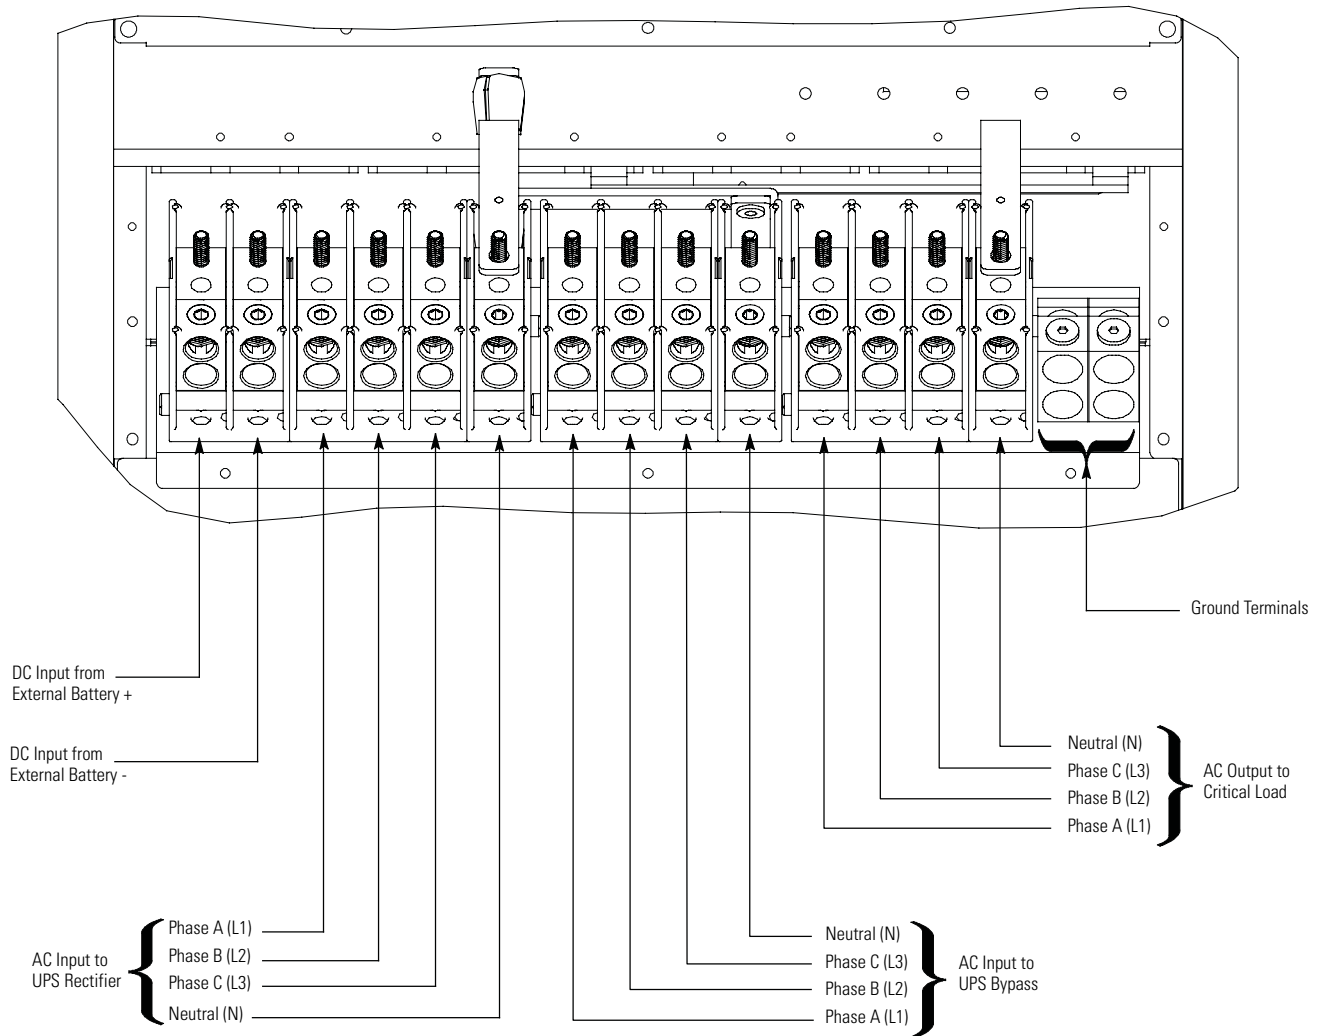 Ground Terminals
DC Input from
External Battery +
DC Input from
External Battery -
Neutral (N)
Phase C (L3)
Phase B (L2)
Phase A (L1)
AC Output to
Critical Load
AC Input to
UPS Rectifier
Phase A (L1)
Phase B (L2)
Phase C (L3)
Neutral (N)
Neutral (N)
Phase C (L3)
Phase B (L2)
Phase A (L1)
AC Input to
UPS Bypass